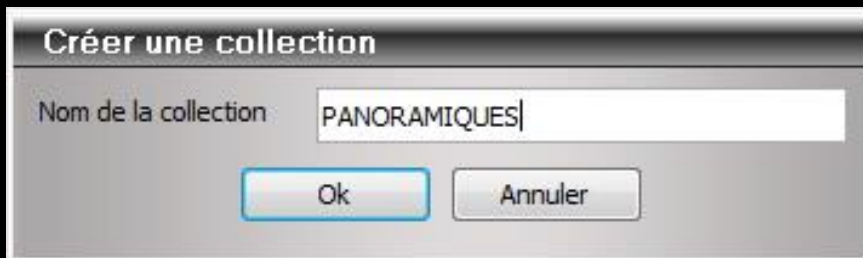 Créer une collection
Nom de la collection PANORAMIQUES
Ok Annuler